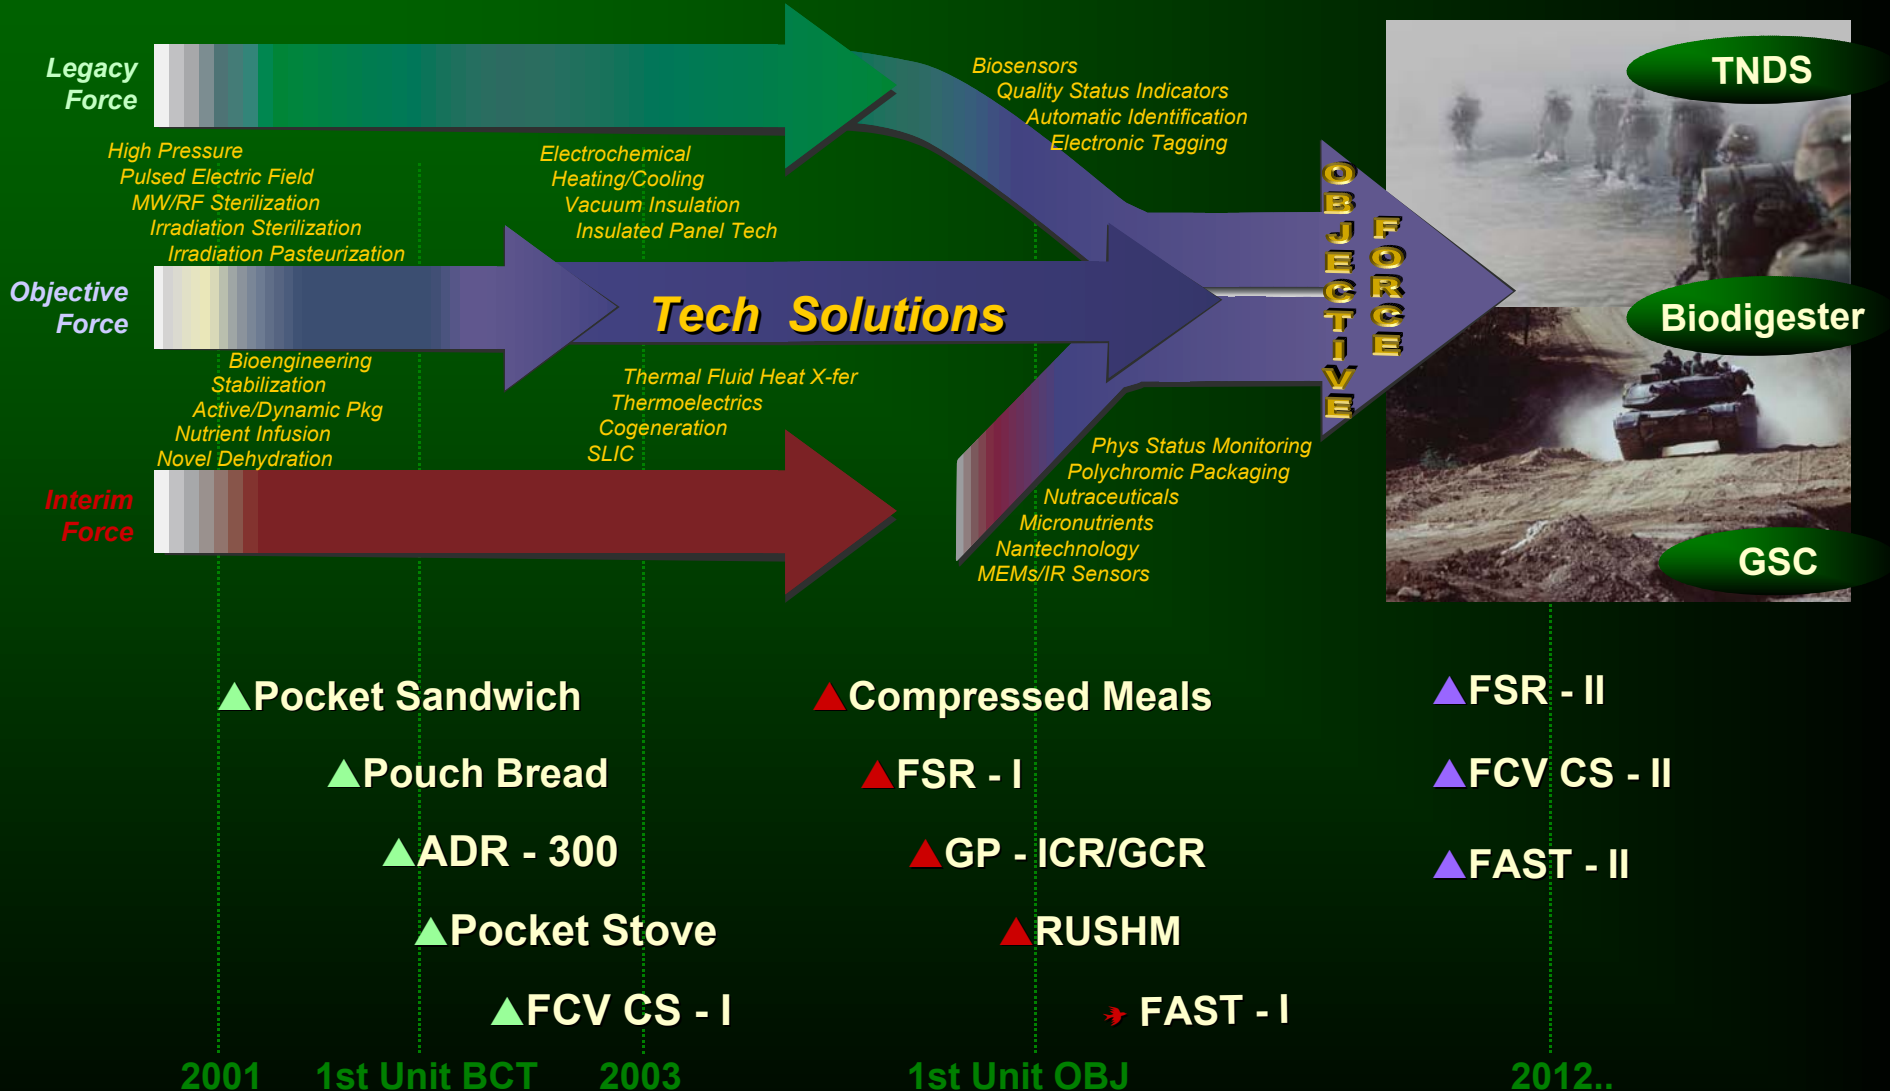 Legacy
Force
High Pressure
Pulsed Electric Field
MW/RF Sterilization
Irradiation Sterilization
Irradiation Pasteurization
Electrochemical
Heating/Cooling
Vacuum Insulation
Insulated Panel Tech
Biosensors
Quality Status Indicators
Automatic Identification
Electronic Tagging
Objective
Force
Tech Solutions
OBJECTIVE
FORCE
TNDS
Biodigester
GSC
Bioengineering
Stabilization
Active/Dynamic Pkg
Nutrient Infusion
Novel Dehydration
Thermal Fluid Heat X-fer
Thermoelectrics
Cogeneration
SLIC
Phys Status Monitoring
Polychromic Packaging
Nutraceuticals
Micronutrients
Nantechnology
MEMs/IR Sensors
Interim
Force
Pocket Sandwich
Pouch Bread
ADR - 300
Pocket Stove
FCV CS - I
Compressed Meals
FSR - I
GP - ICR/GCR
RUSHM
FAST - I
FSR - II
FCV CS - II
FAST - II
2001
1st Unit BCT
2003
1st Unit OBJ
2012..